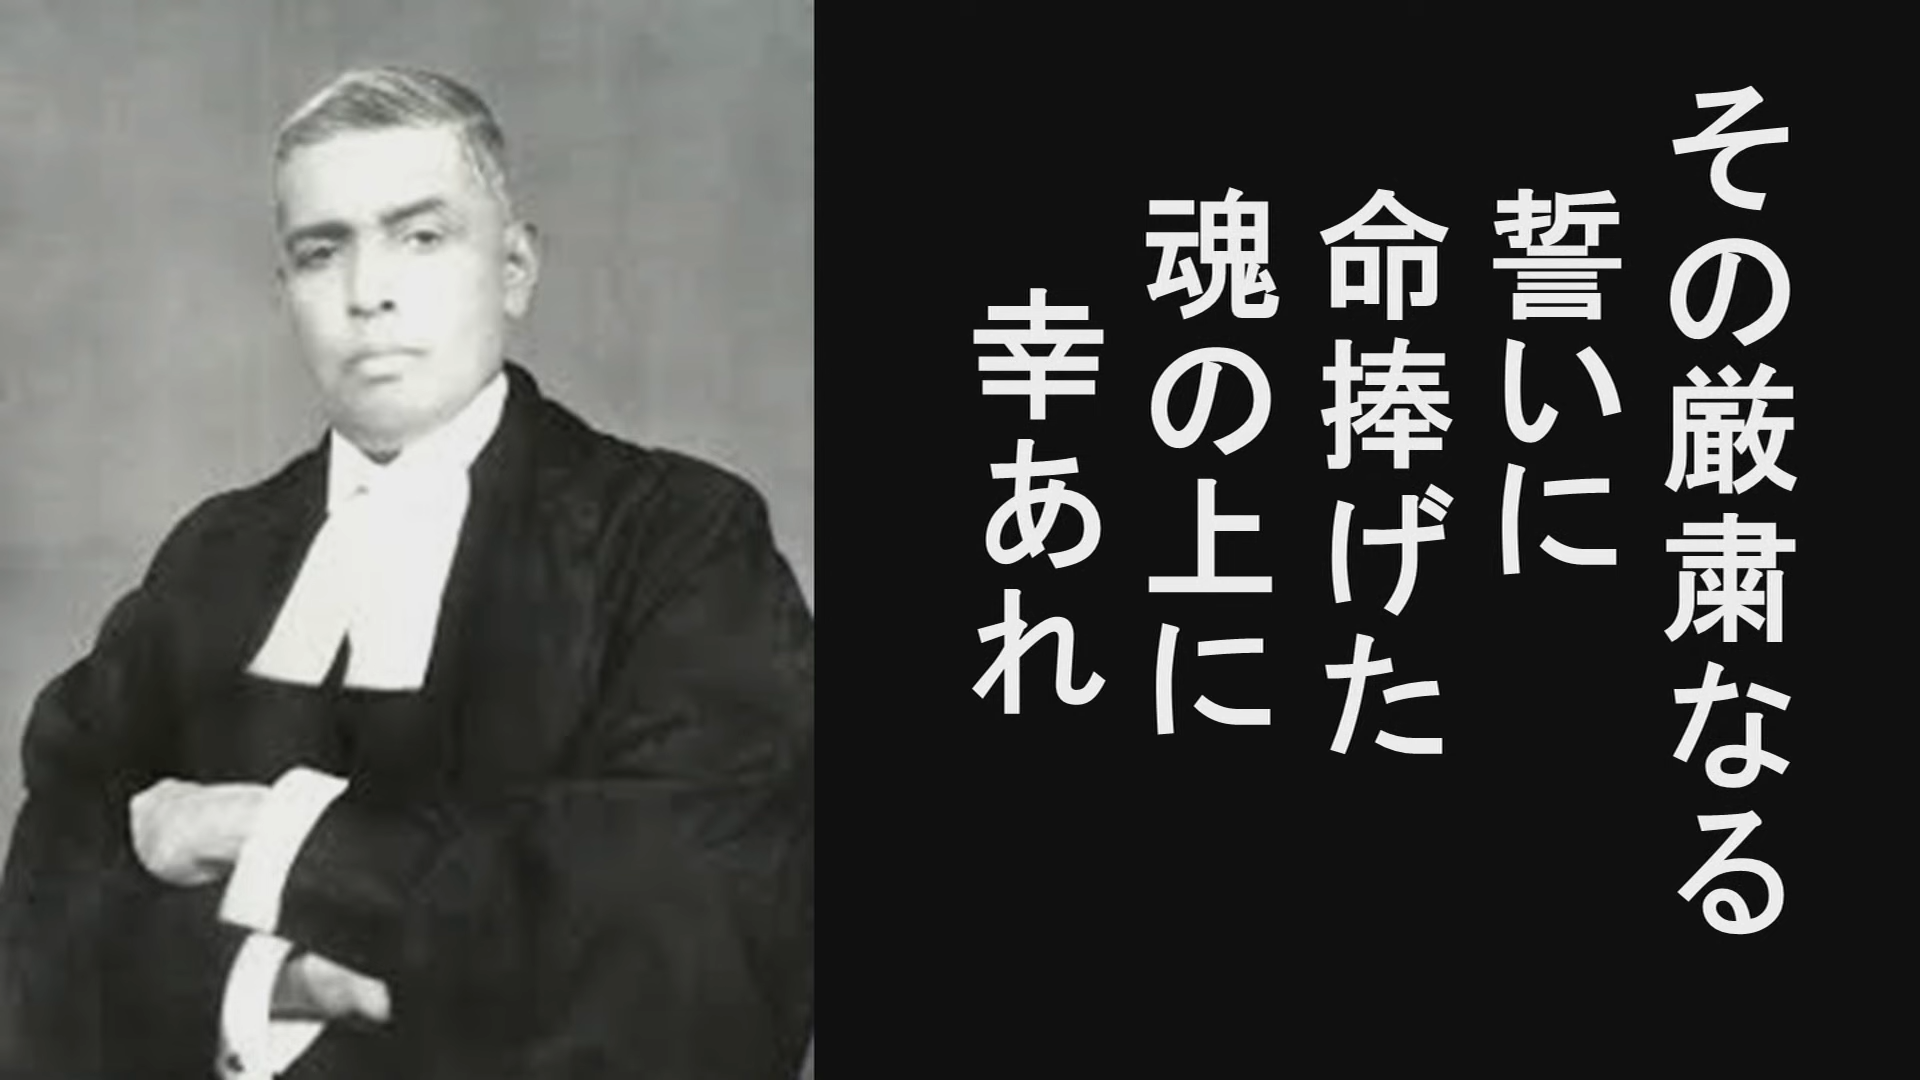 その厳粛なる
誓いに
命捧げた
魂の上に
幸あれ